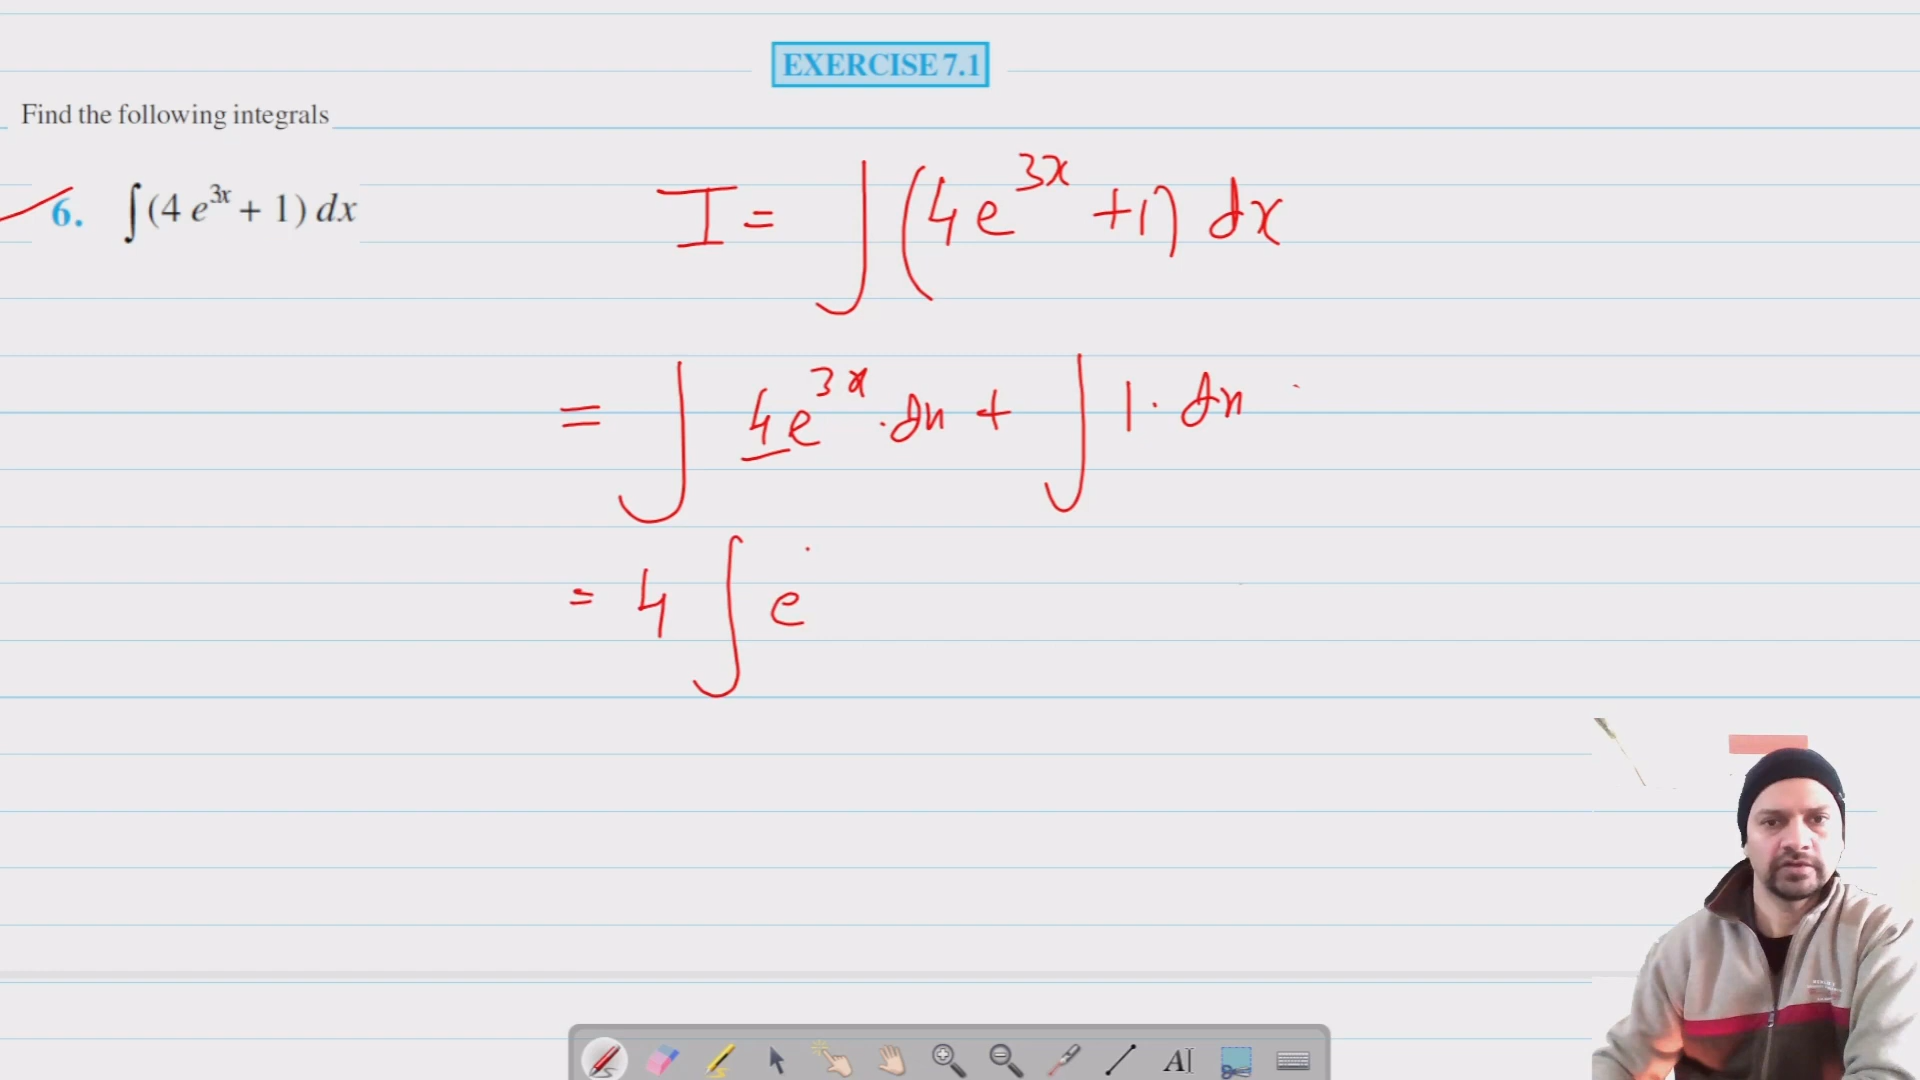 EXERCISE 7.1
Find the following integrals
6. ∫(4 e^{3x} + 1) dx
I = ∫ (4e^{3x} + 1) dx
= ∫ 4e^{3x} . dx + ∫ 1 . dx
= 4 ∫ e
AI